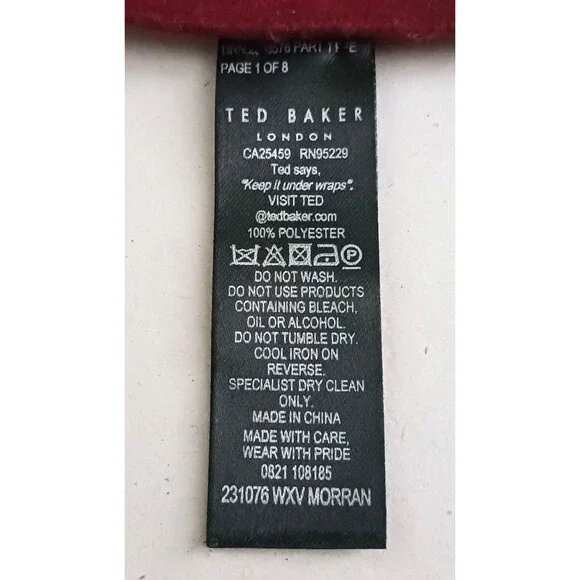 PAGE 1 OF 8
TED BAKER
LONDON
CA25459 RN95229
Ted says,
"Keep it under wraps".
VISIT TED
@tedbaker.com
100% POLYESTER
P
DO NOT WASH.
DO NOT USE PRODUCTS
CONTAINING BLEACH,
OIL OR ALCOHOL.
DO NOT TUMBLE DRY.
COOL IRON ON
REVERSE.
SPECIALIST DRY CLEAN
ONLY.
MADE IN CHINA
MADE WITH CARE,
WEAR WITH PRIDE
0821 108185
231076 WXV MORRAN